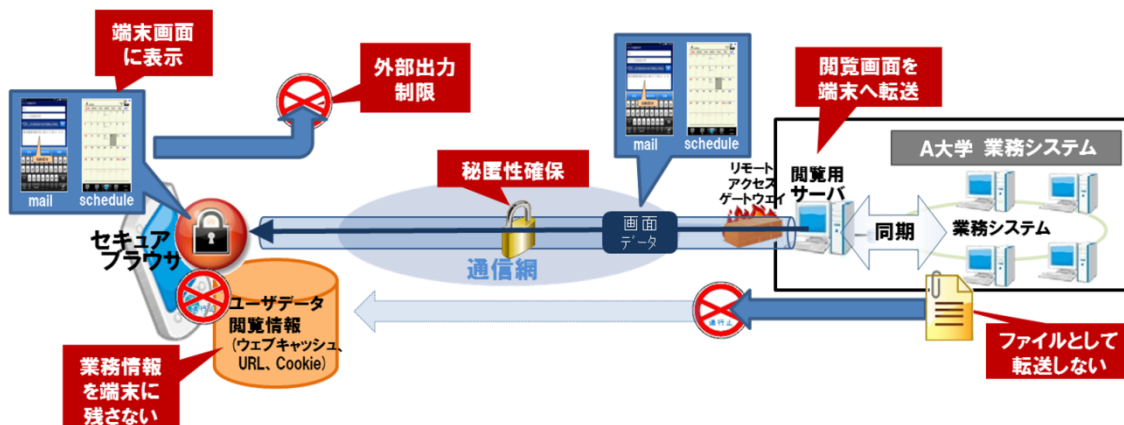 端末画面
に表示
mail
schedule
外部出力
制限
秘匿性確保
mail
schedule
閲覧画面を
端末へ転送
A大学 業務システム
リモート
アクセス
ゲートウェイ
閲覧用
サーバ
同期
業務システム
画面
データ
通信網
セキュア
ブラウザ
ユーザデータ
閲覧情報
(ウェブキャッシュ、
URL、Cookie)
進行止
業務情報
を端末に
残さない
ファイルとして
転送しない